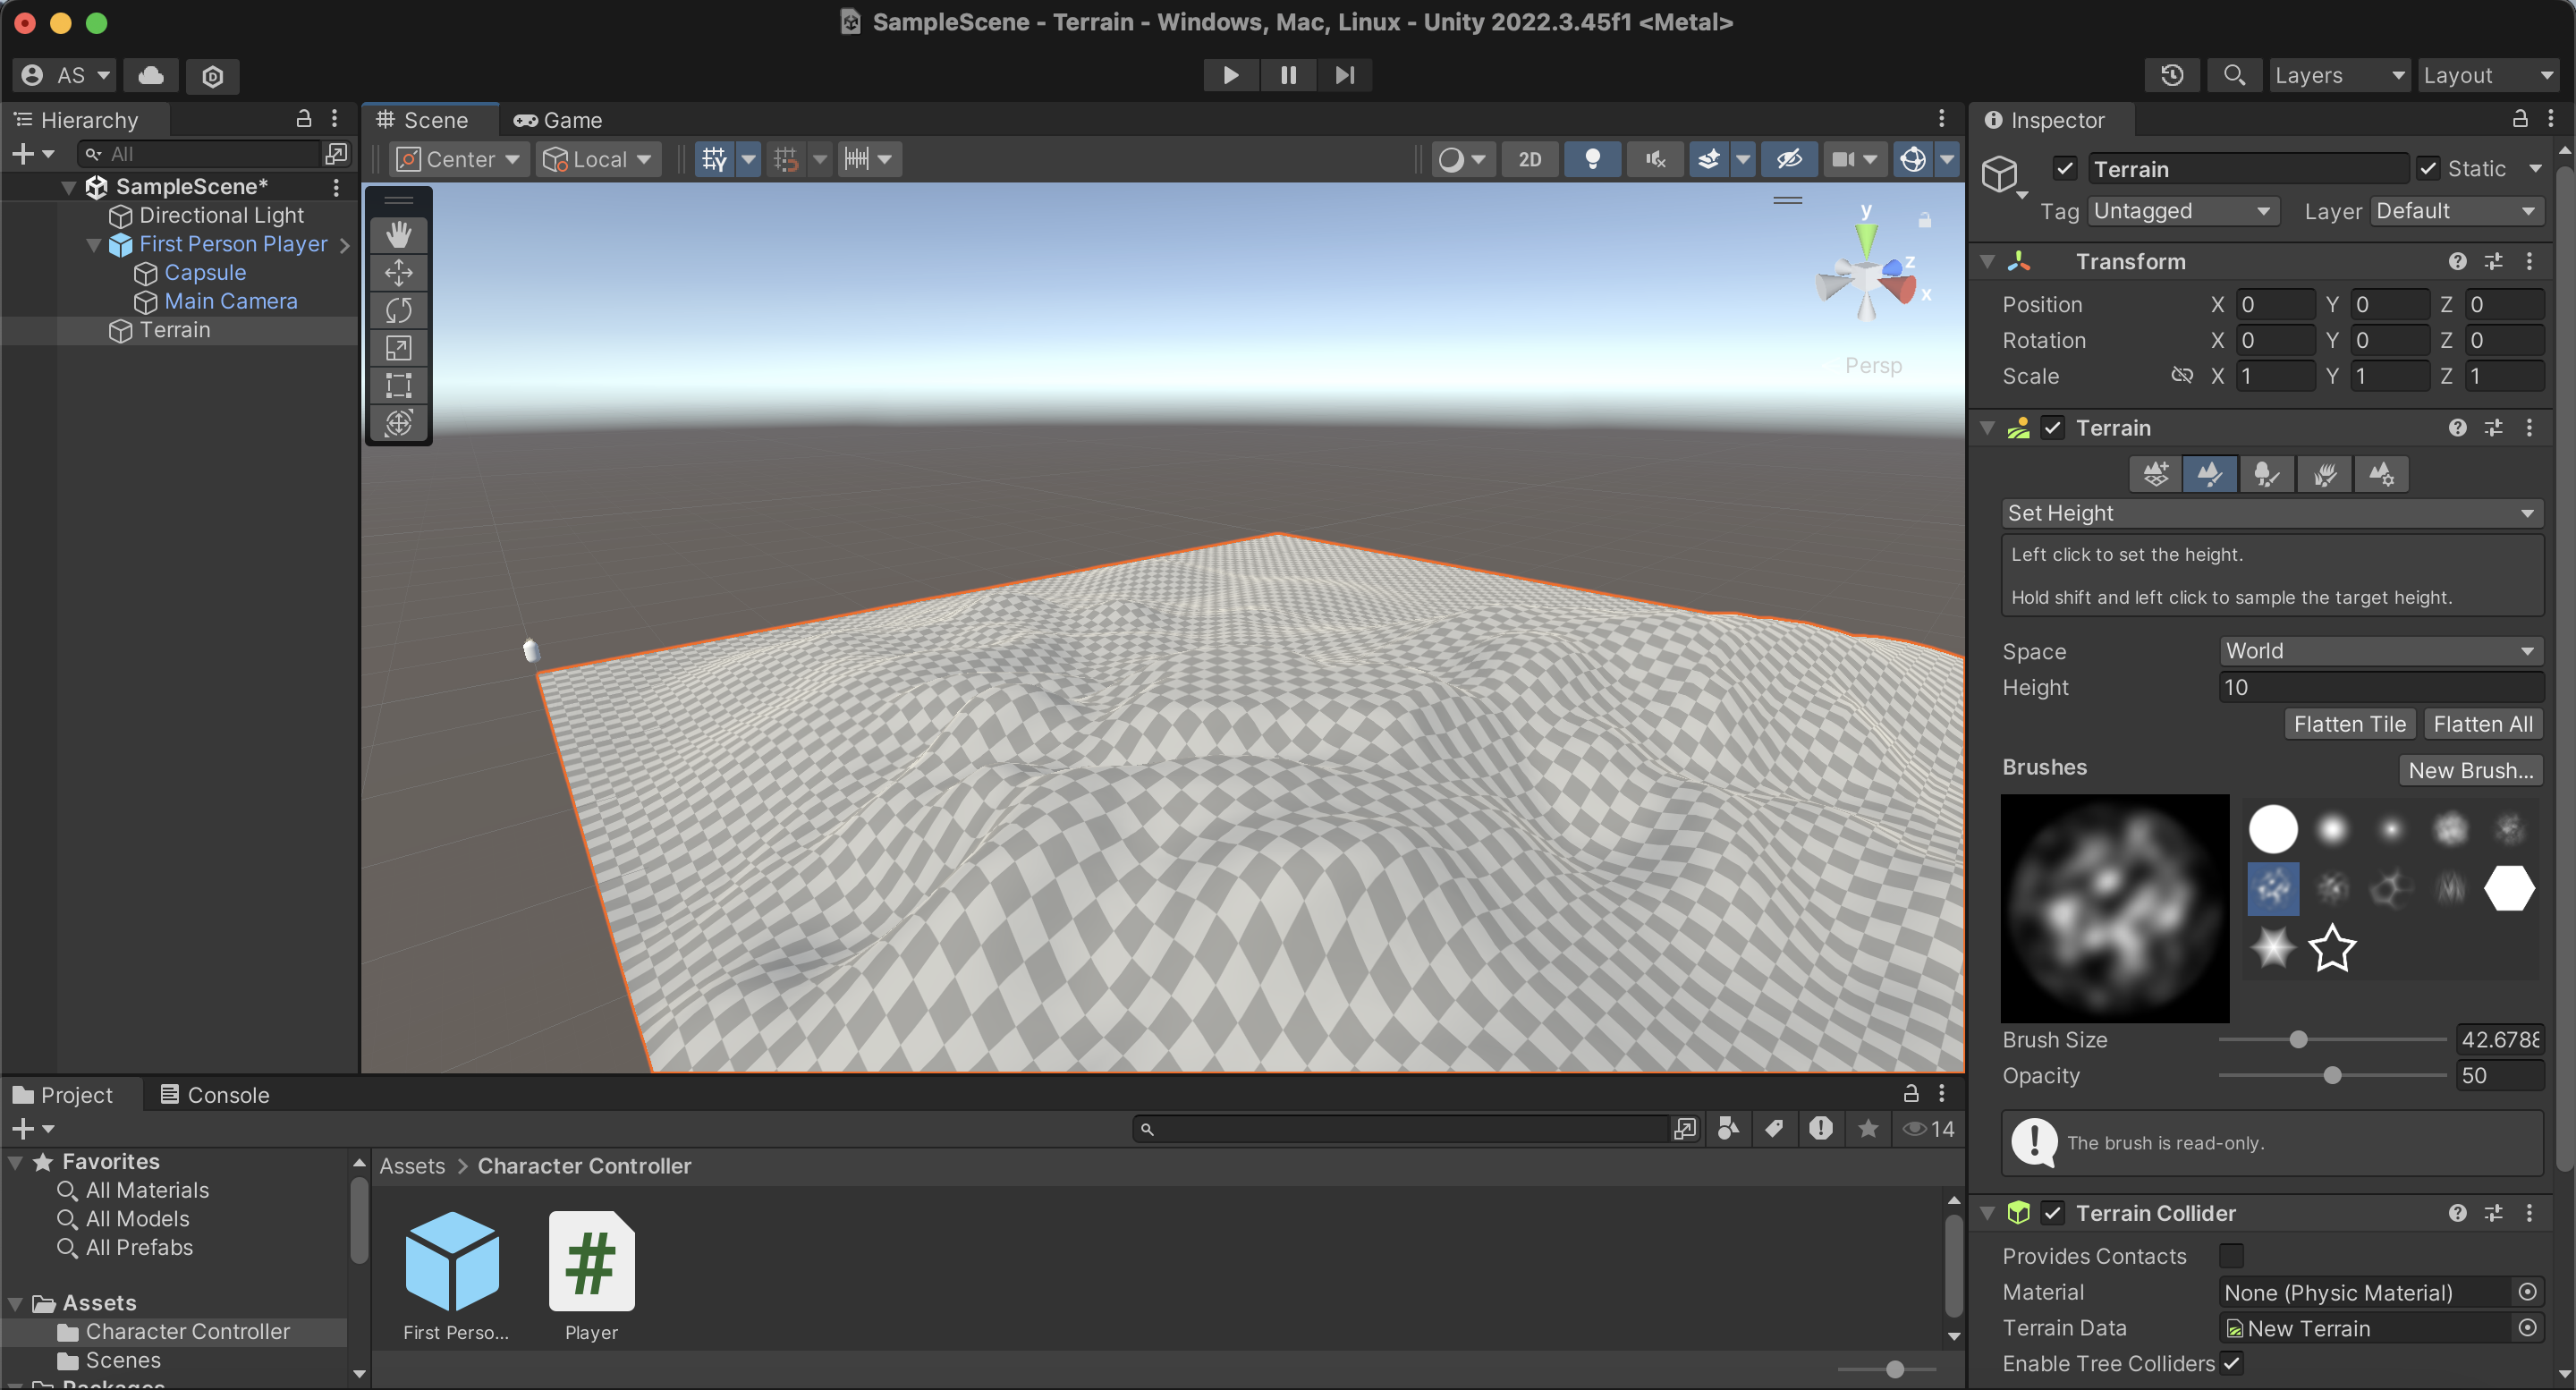 SampleScene - Terrain - Windows, Mac, Linux - Unity 2022.3.45f1 <Metal>
AS
Layers
Layout
Hierarchy
All
SampleScene*
Directional Light
First Person Player
Capsule
Main Camera
Terrain
Scene
Game
Center
Local
2D
y
z
x
Persp
Inspector
Terrain
Static
Tag Untagged
Layer Default
Transform
Position X 0 Y 0 Z 0
Rotation X 0 Y 0 Z 0
Scale X 1 Y 1 Z 1
Terrain
Set Height
Left click to set the height.
Hold shift and left click to sample the target height.
Space World
Height 10
Flatten Tile Flatten All
Brushes
New Brush...
Brush Size 42.6788
Opacity 50
The brush is read-only.
Terrain Collider
Provides Contacts
Material None (Physic Material)
Terrain Data New Terrain
Enable Tree Colliders
Project
Console
14
Favorites
All Materials
All Models
All Prefabs
Assets
Character Controller
Scenes
Packages
Assets > Character Controller
First Perso...
Player